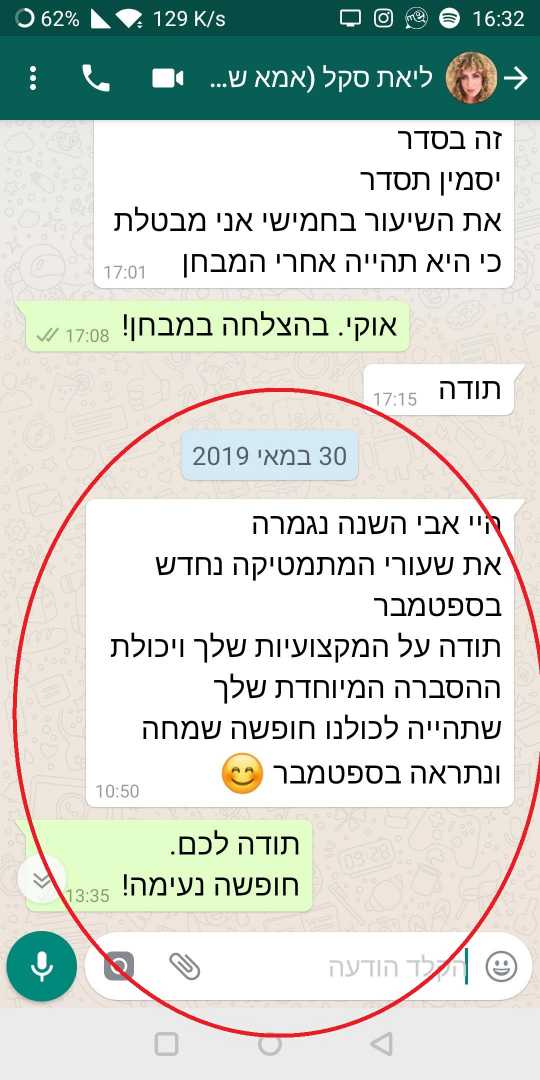 62% 129 K/s 16:32
ליאת סקל (אמא ש...
זה בסדר
יסמין תסדר
את השיעור בחמישי אני מבטלת
כי היא תהייה אחרי המבחן
17:01
אוקי. בהצלחה במבחן!
17:08
תודה
17:15
30 במאי 2019
היי אבי השנה נגמרה
את שעורי המתמטיקה נחדש
בספטמבר
תודה על המקצועיות שלך ויכולת
ההסברה המיוחדת שלך
שתהייה לכולנו חופשה שמחה
ונתראה בספטמבר 😊
10:50
תודה לכם.
חופשה נעימה!
13:35
הקלד הודעה